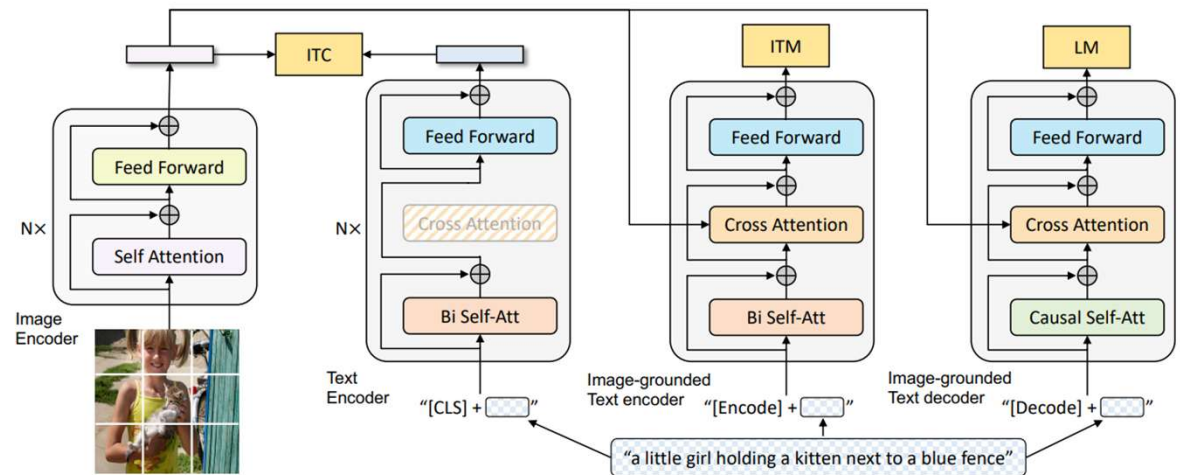 ITC
ITM
LM
Feed Forward
Self Attention
N×
Image
Encoder
Feed Forward
Cross Attention
Bi Self-Att
N×
Text
Encoder
“[CLS] + ”
Feed Forward
Cross Attention
Bi Self-Att
Image-grounded
Text encoder
“[Encode] + ”
Feed Forward
Cross Attention
Causal Self-Att
Image-grounded
Text decoder
“[Decode] + ”
“a little girl holding a kitten next to a blue fence”